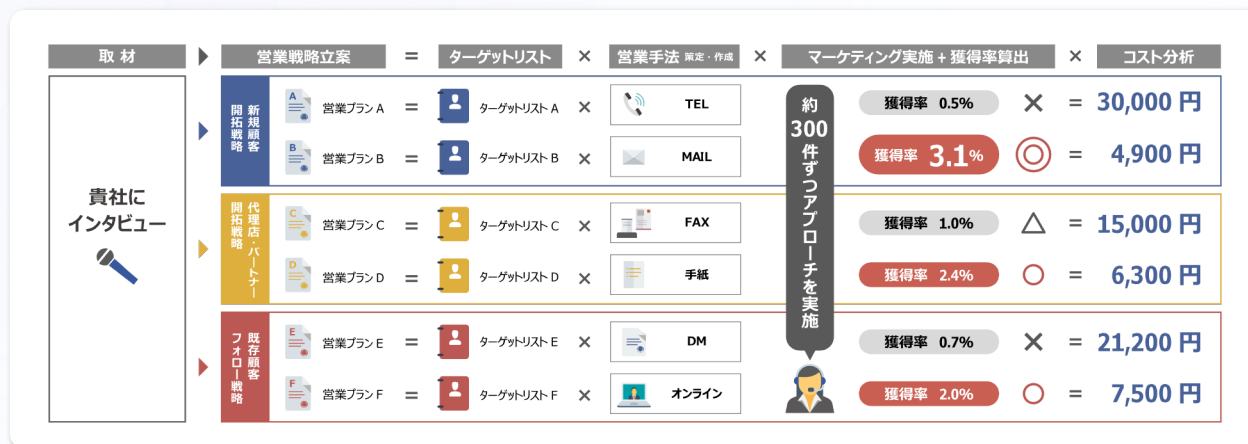 取材
営業戦略立案 = ターゲットリスト × 営業手法 策定・作成 × マーケティング実施 + 獲得率算出 × コスト分析
貴社に
インタビュー
新規顧客
開拓戦略
A 営業プラン A = ターゲットリスト A × TEL 獲得率 0.5% × = 30,000 円
B 営業プラン B = ターゲットリスト B × MAIL 獲得率 3.1% ◎ = 4,900 円
代理店・パートナー
開拓戦略
C 営業プラン C = ターゲットリスト C × FAX 獲得率 1.0% △ = 15,000 円
D 営業プラン D = ターゲットリスト D × 手紙 獲得率 2.4% ○ = 6,300 円
既存顧客
フォロー戦略
E 営業プラン E = ターゲットリスト E × DM 獲得率 0.7% × = 21,200 円
F 営業プラン F = ターゲットリスト F × オンライン 獲得率 2.0% ○ = 7,500 円
約300件ずつアプローチを実施